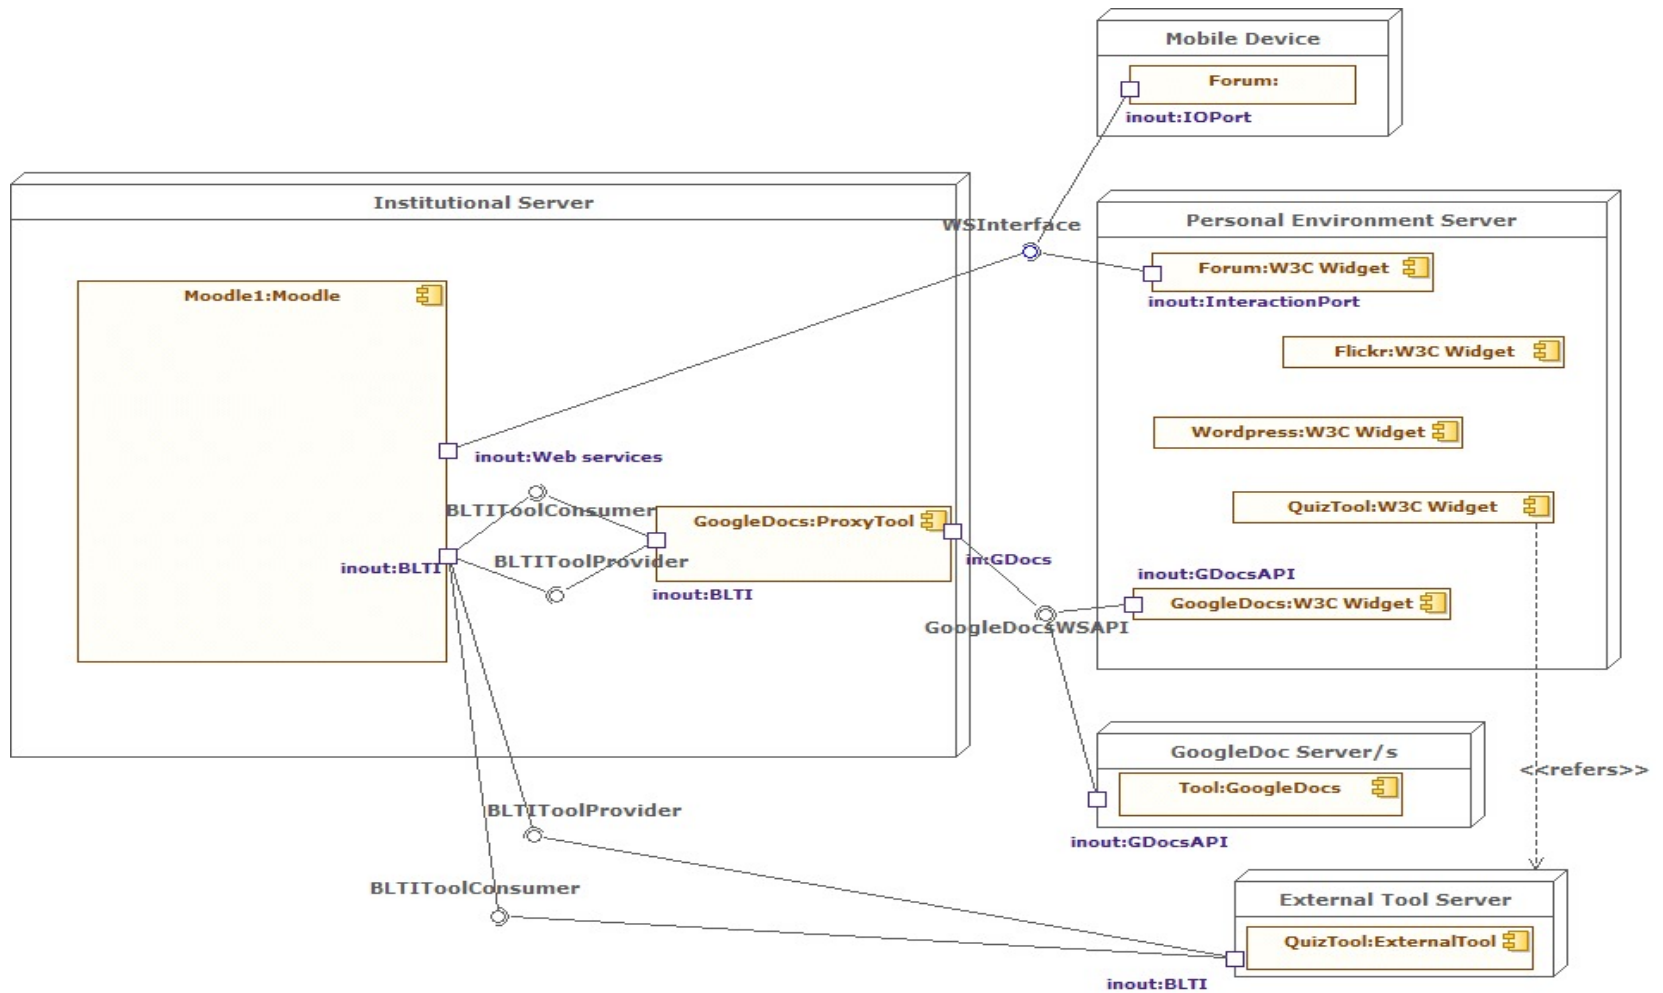 Mobile Device
Forum:
inout:IOPort
Institutional Server
WSInterface
Personal Environment Server
Forum:W3C Widget
inout:InteractionPort
Moodle1:Moodle
Flickr:W3C Widget
Wordpress:W3C Widget
inout:Web services
BLTIToolConsumer
QuizTool:W3C Widget
GoogleDocs:ProxyTool
BLTIToolProvider
in:GDocs
inout:BLTI
inout:BLTI
inout:GDocsAPI
GoogleDocs:W3C Widget
GoogleDocsWSAPI
GoogleDoc Server/s
<<refers>>
Tool:GoogleDocs
BLTIToolProvider
inout:GDocsAPI
BLTIToolConsumer
External Tool Server
QuizTool:ExternalTool
inout:BLTI